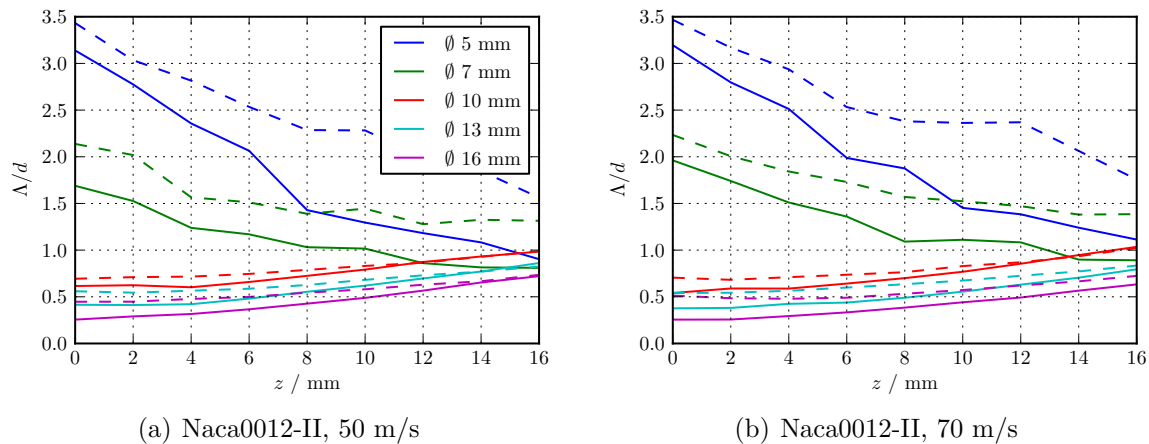 3.5
3.0
2.5
2.0
1.5
1.0
0.5
0.0
Λ/d
0 2 4 6 8 10 12 14 16
z / mm
∅ 5 mm
∅ 7 mm
∅ 10 mm
∅ 13 mm
∅ 16 mm
(a) Naca0012-II, 50 m/s
3.5
3.0
2.5
2.0
1.5
1.0
0.5
0.0
Λ/d
0 2 4 6 8 10 12 14 16
z / mm
(b) Naca0012-II, 70 m/s